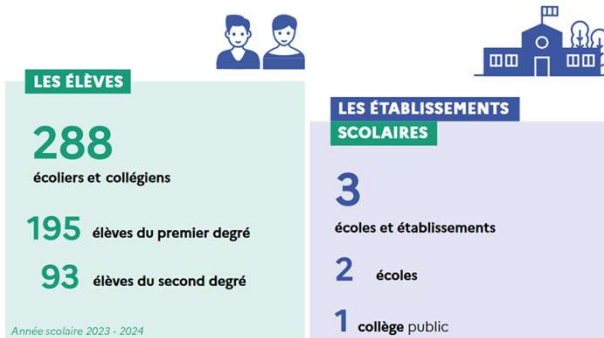 LES ÉLÈVES
288
écoliers et collégiens
195 élèves du premier degré
93 élèves du second degré
Année scolaire 2023 - 2024
LES ÉTABLISSEMENTS
SCOLAIRES
3
écoles et établissements
2 écoles
1 collège public